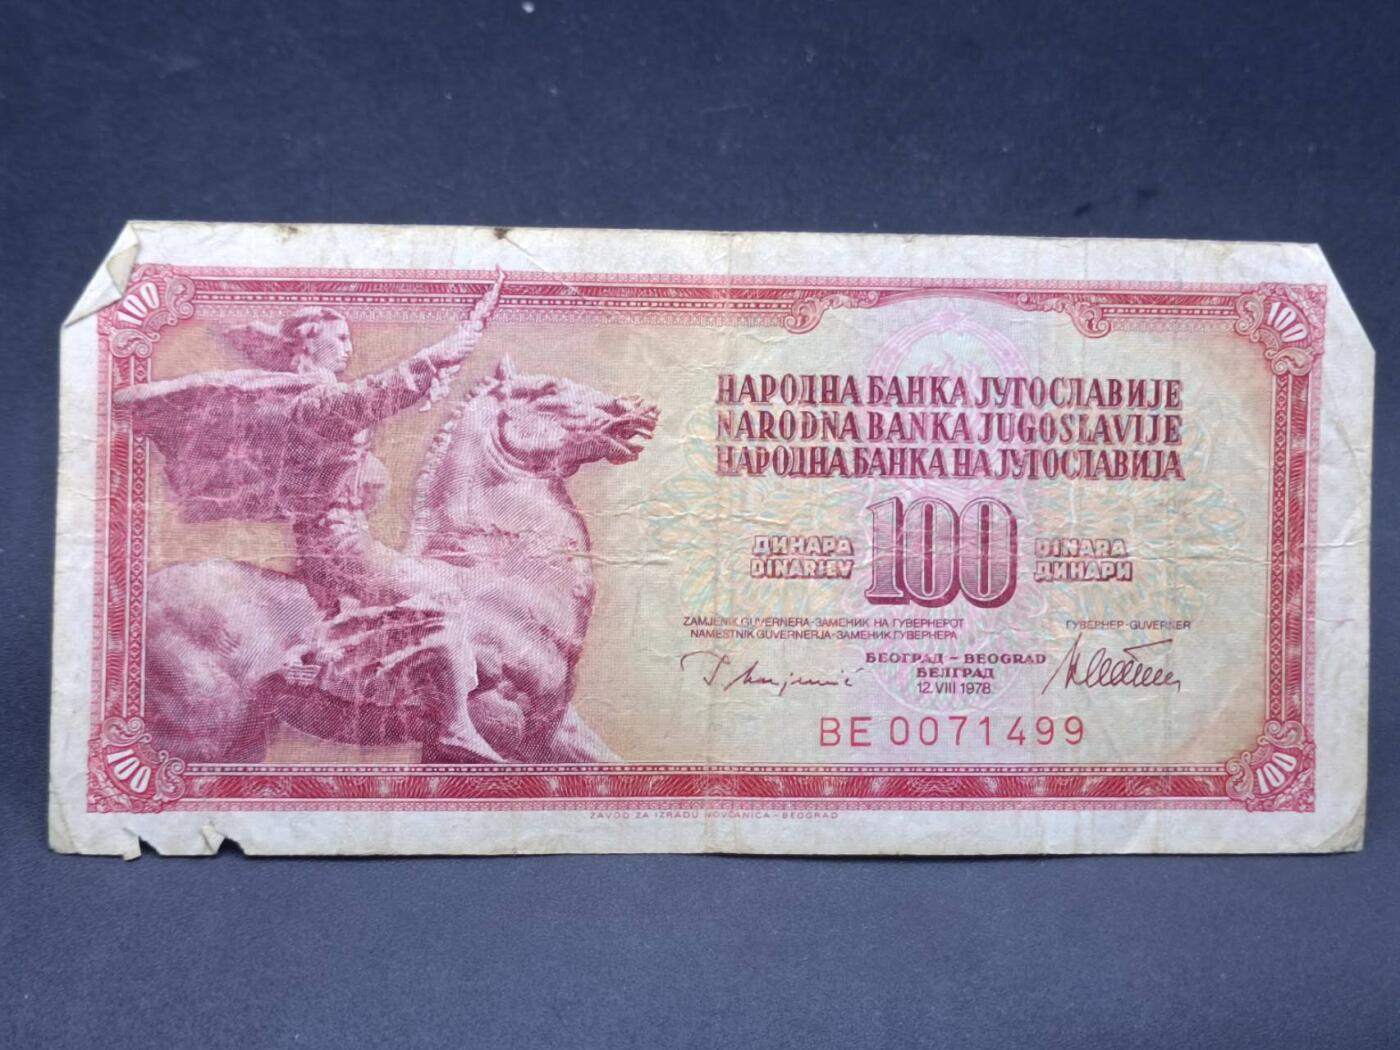 100
100
НАРОДНА БАНКА ЈУГОСЛАВИЈЕ
NARODNA BANKA JUGOSLAVIJE
НАРОДНА БАНКА НА ЈУГОСЛАВИЈА
ДИНАРА
DINARJEV
100
DINARA
ДИНАРИ
ZAMJENIK GUVERNERA-ЗАМЕНИК НА ГУВЕРНЕРОТ
NAMESTNIK GUVERNERJA-ЗАМЕНИК ГУВЕРНЕРА
ГУВЕРНЕР-GUVERNER
БЕОГРАД - BEOGRAD
БЕЛГРАД
12.VIII 1978.
BE 0071499
100
100
ZAVOD ZA IZRADU NOVČANICA - BEOGRAD